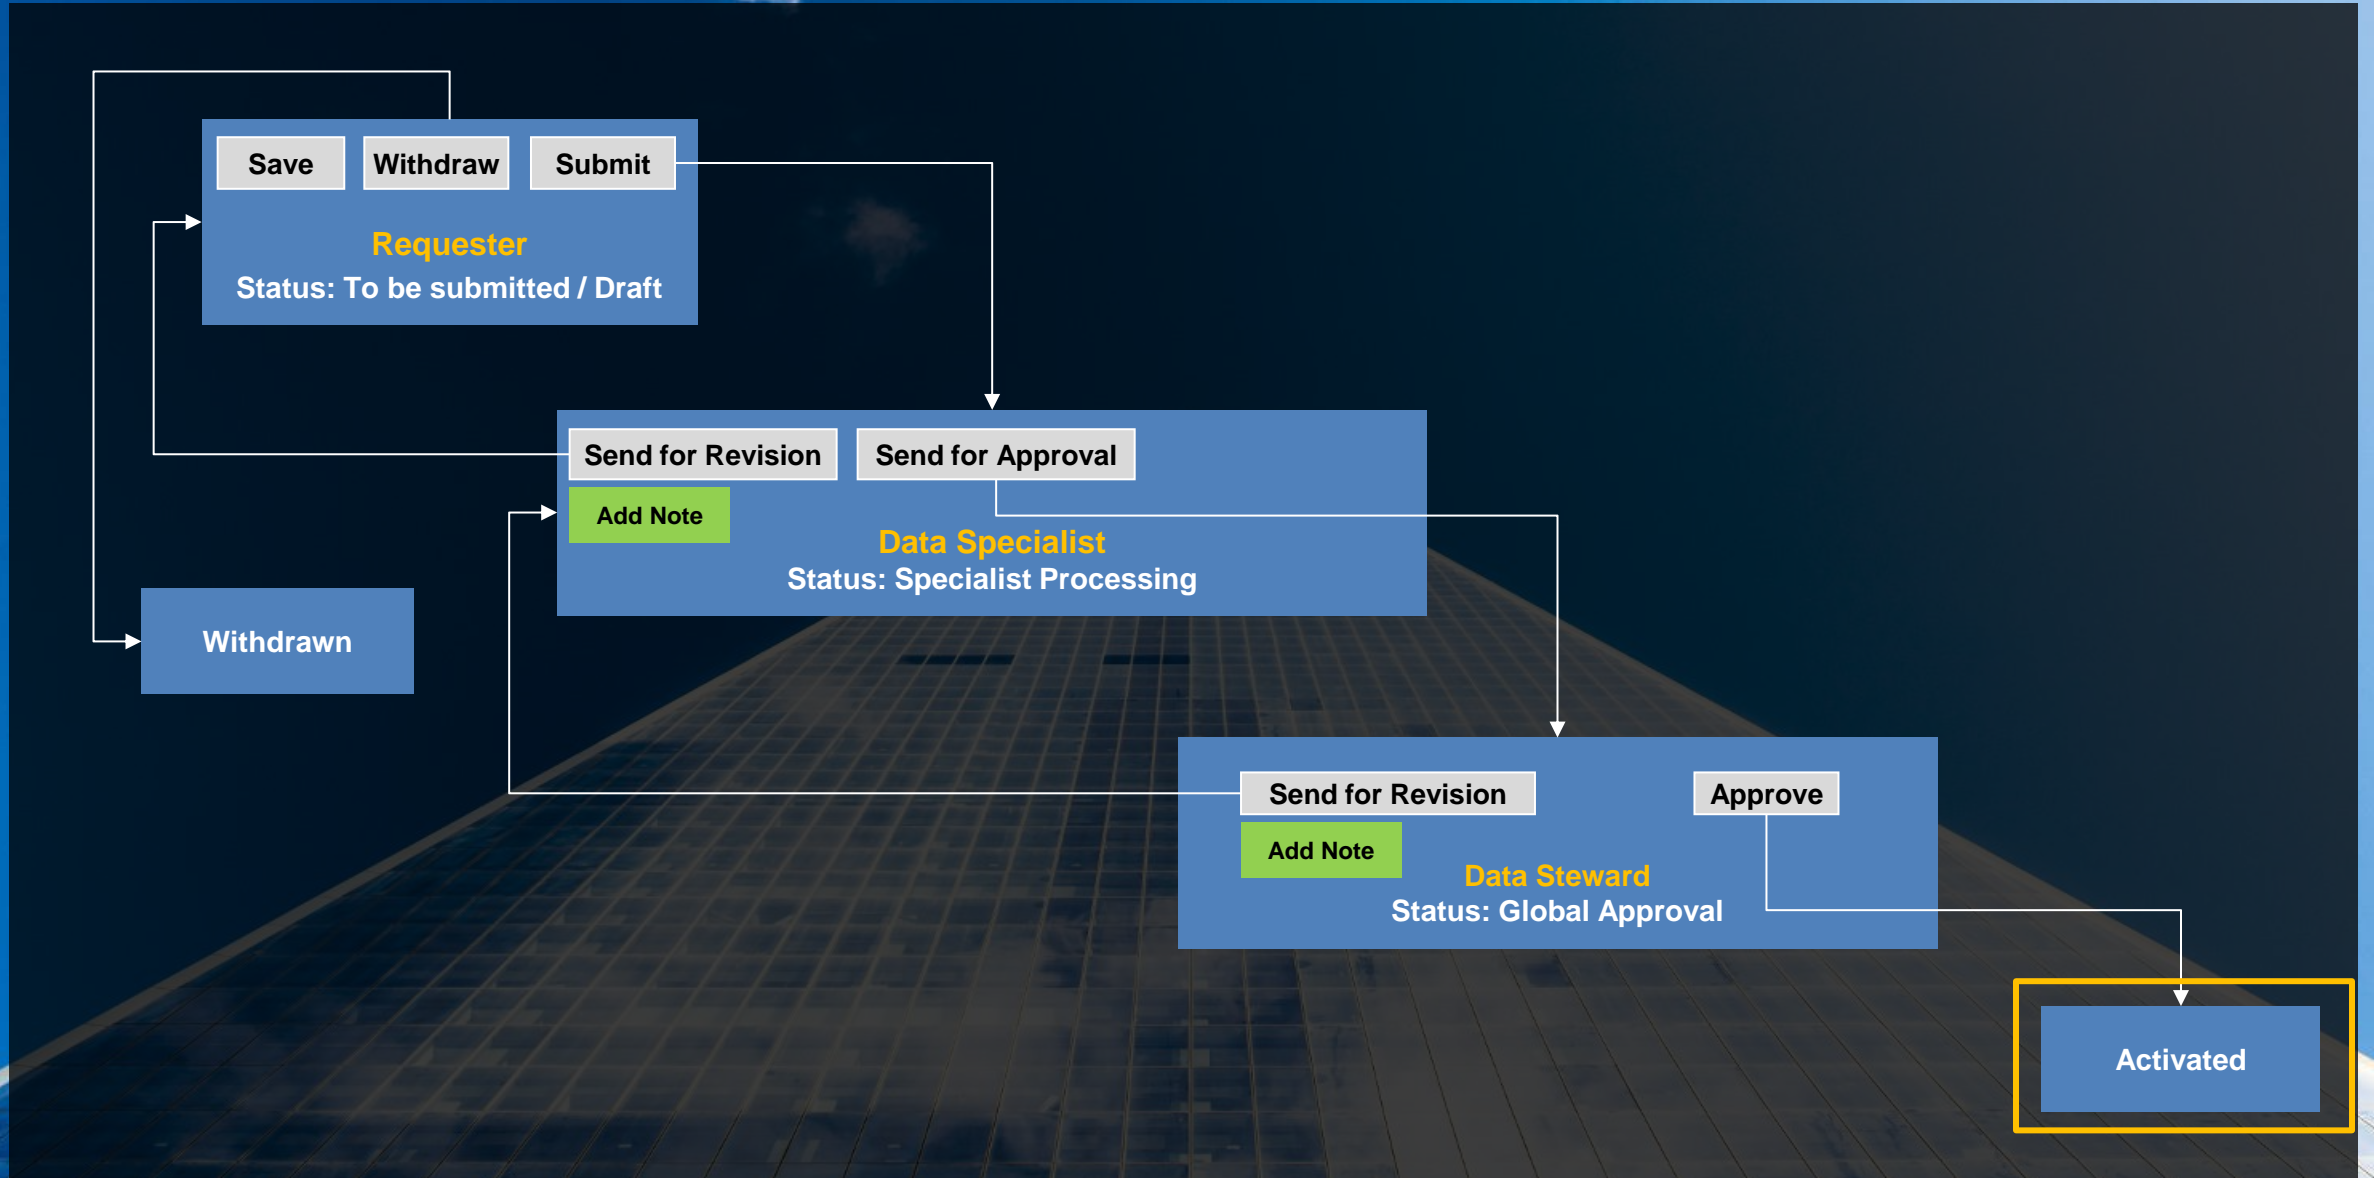 Save
Withdraw
Submit
Requester
Status: To be submitted / Draft
Send for Revision
Send for Approval
Add Note
Data Specialist
Status: Specialist Processing
Withdrawn
Send for Revision
Approve
Add Note
Data Steward
Status: Global Approval
Activated